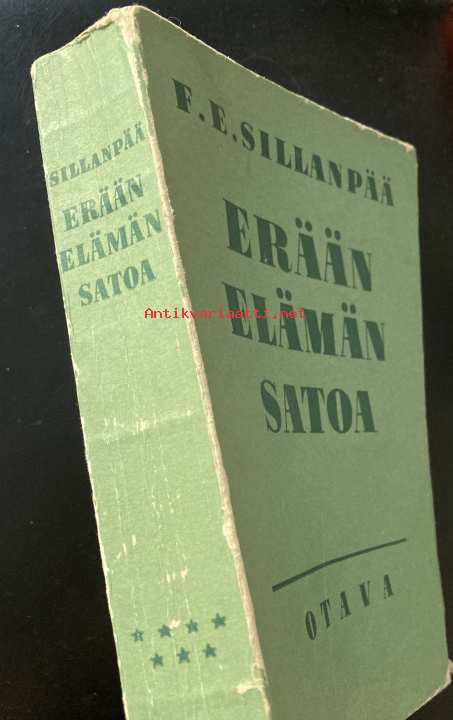 SILLANPÄÄ
ERÄÄN
ELÄMÄN
SATOA
F.E.SILLANPÄÄ
ERÄÄN
ELÄMÄN
SATOA
OTAVA
Antikvariaatti.net